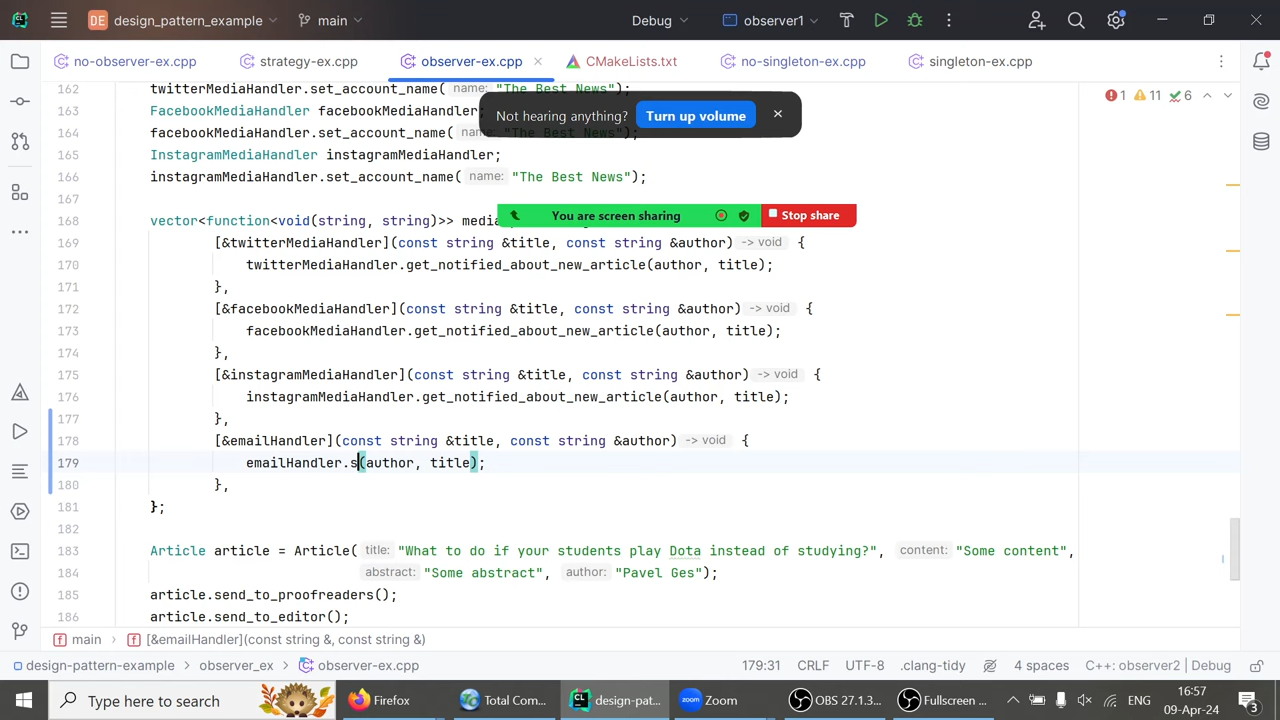 DE design_pattern_example main Debug observer1
no-observer-ex.cpp strategy-ex.cpp observer-ex.cpp CMakeLists.txt no-singleton-ex.cpp singleton-ex.cpp
162 twitterMediaHandler.set_account_name( name: "The Best News");
163 FacebookMediaHandler facebookMediaHandler;
Not hearing anything? Turn up volume
1 11 6
164 facebookMediaHandler.set_account_name( name: "The Best News");
165 InstagramMediaHandler instagramMediaHandler;
166 instagramMediaHandler.set_account_name( name: "The Best News");
167
You are screen sharing Stop share
168 vector<function<void(string, string)>> media
169 [&twitterMediaHandler](const string &title, const string &author) -> void {
170 twitterMediaHandler.get_notified_about_new_article(author, title);
171 },
172 [&facebookMediaHandler](const string &title, const string &author) -> void {
173 facebookMediaHandler.get_notified_about_new_article(author, title);
174 },
175 [&instagramMediaHandler](const string &title, const string &author) -> void {
176 instagramMediaHandler.get_notified_about_new_article(author, title);
177 },
178 [&emailHandler](const string &title, const string &author) -> void {
179 emailHandler.s(author, title);
180 },
181 };
182
183 Article article = Article( title: "What to do if your students play Dota instead of studying?", content: "Some content",
184 abstract: "Some abstract", author: "Pavel Ges");
185 article.send_to_proofreaders();
186 article.send_to_editor();
main [&emailHandler](const string &, const string &)
design-pattern-example observer_ex observer-ex.cpp 179:31 CRLF UTF-8 .clang-tidy 4 spaces C++: observer2 | Debug
Type here to search Firefox Total Com... design-pat... Zoom OBS 27.1.3... Fullscreen ... ENG 16:57
09-Apr-24 3